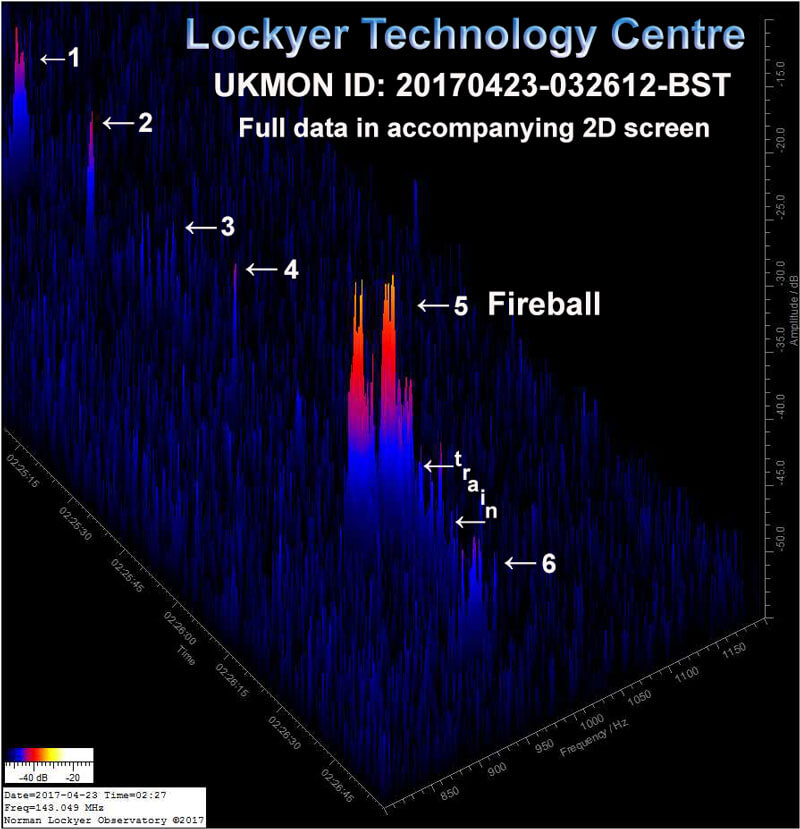 Lockyer Technology Centre
UKMON ID: 20170423-032612-BST
Full data in accompanying 2D screen
←1
←2
←3
←4
←5 Fireball
←train
←
←6
-15.0
-20.0
-25.0
-30.0
-35.0
-40.0
-45.0
-50.0
Amplitude / dB
02:25:15
02:25:30
02:25:45
02:26:00
02:26:15
02:26:30
02:26:45
Time
850
900
950
1000
1050
1100
1150
Frequency / Hz
-40 dB -20
Date=2017-04-23 Time=02:27
Freq=143.049 MHz
Norman Lockyer Observatory ©2017